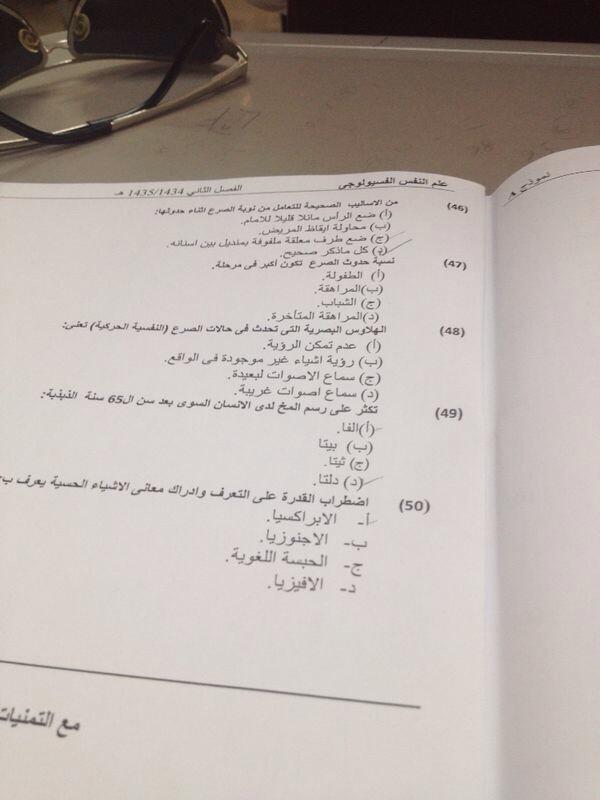 علم النفس الفسيولوجى
الفصل الثاني 1435/1434 هـ
نموذج A
(46) من الاساليب الصحيحة للتعامل من نوبة الصرع اثناء حدوثها:
أ) ضع الرأس مائلا قليلا للامام.
ب) محاولة ايقاظ المريض.
ج) ضع طرف معلقة ملفوفة بمنديل بين اسنانه.
د) كل ماذكر صحيح.
(47) نسبة حدوث الصرع تكون أكبر فى مرحلة.
أ) الطفولة.
ب)المراهقة.
ج) الشباب.
د)المراهقة المتأخرة.
(48) الهلاوس البصرية التى تحدث فى حالات الصرع (النفسية الحركية) تعنى:
أ) عدم تمكن الرؤية.
ب) رؤية اشياء غير موجودة فى الواقع.
ج) سماع الاصوات لبعيدة.
د) سماع اصوات غريبة.
(49) تكثر على رسم المخ لدى الانسان السوى بعد سن ال65 سنة الذبذبة:
أ)الفا.
ب) بيتا
ج) ثيتا.
د) دلتا.
(50) اضطراب القدرة على التعرف وادراك معانى الاشياء الحسية يعرف ب:
أ- الابراكسيا.
ب- الاجنوزيا.
ج- الحبسة اللغوية.
د- الافيزيا.
مع التمنيات